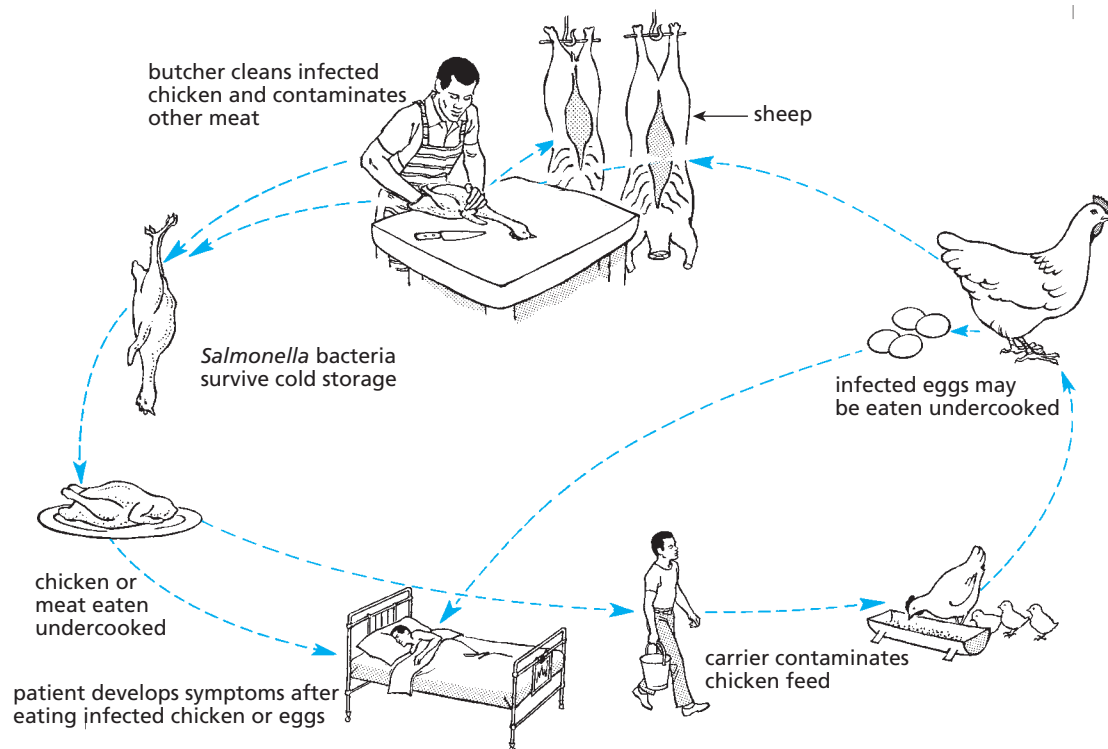 butcher cleans infected
chicken and contaminates
other meat
sheep
Salmonella bacteria
survive cold storage
infected eggs may
be eaten undercooked
chicken or
meat eaten
undercooked
carrier contaminates
chicken feed
patient develops symptoms after
eating infected chicken or eggs